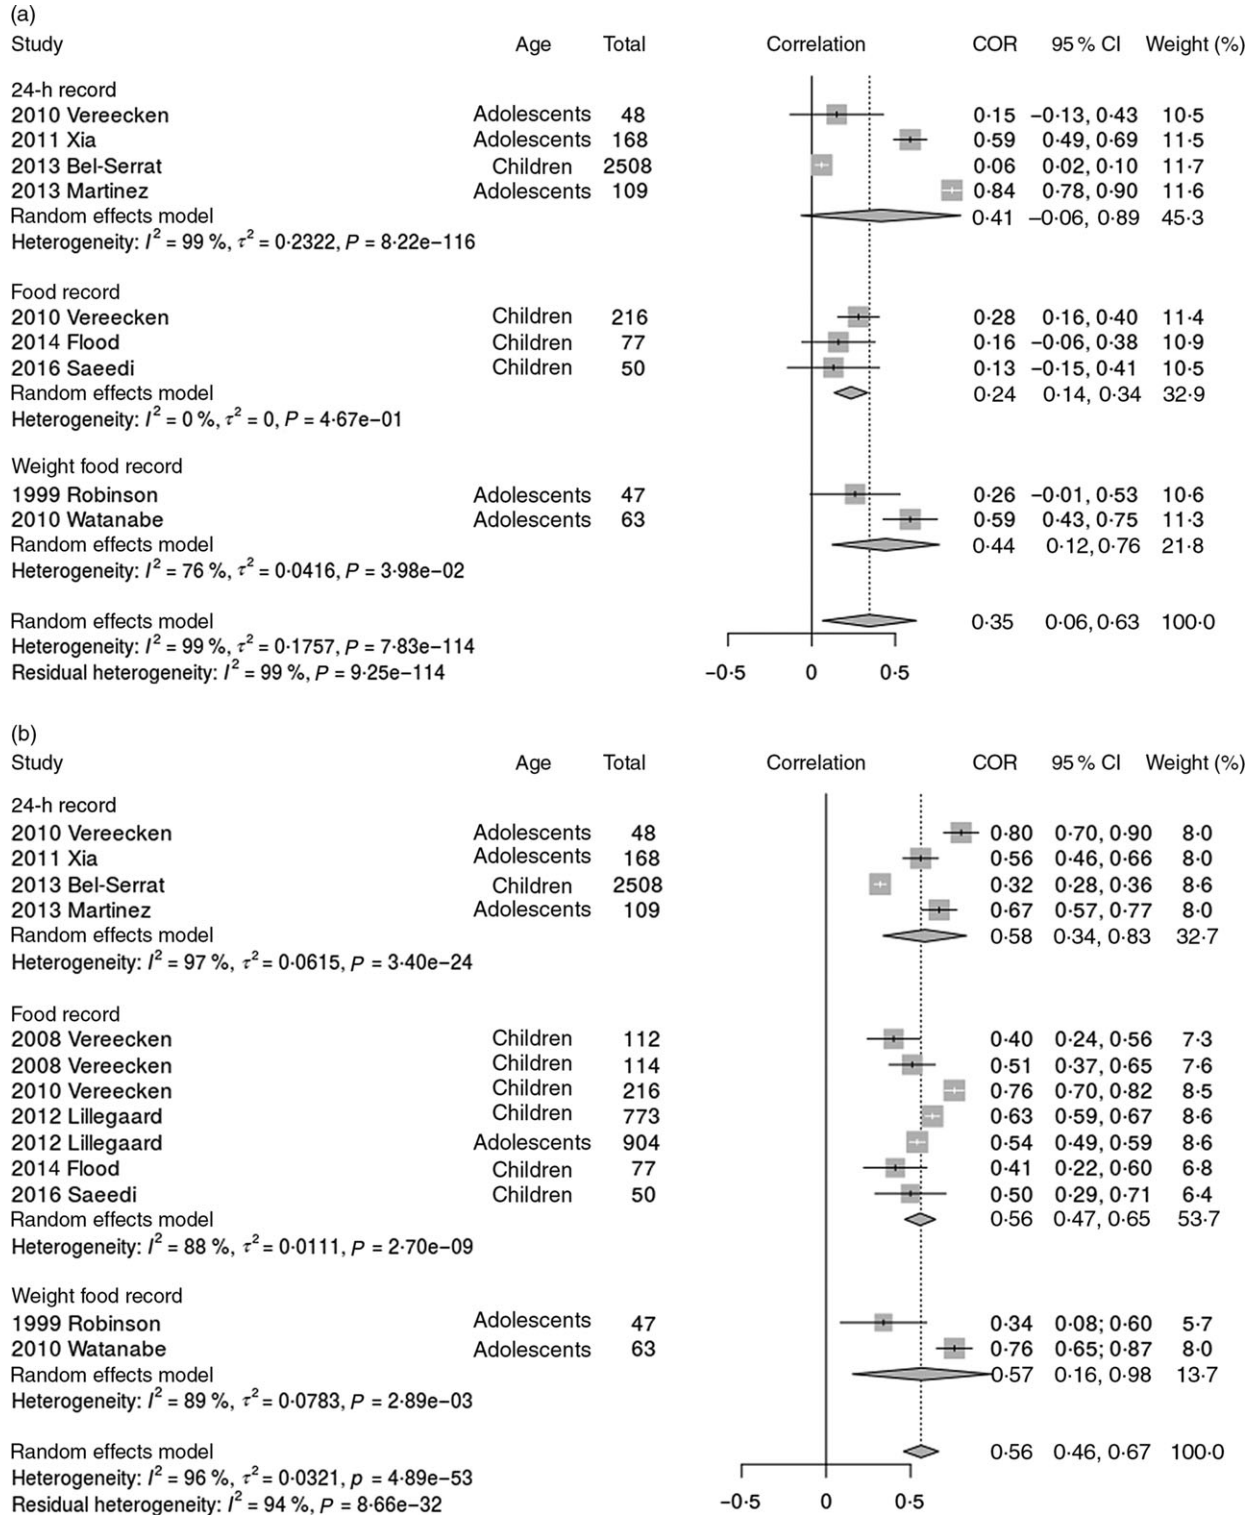 (a)
Study Age Total Correlation COR 95 % CI Weight (%)
24-h record
2010 Vereecken Adolescents 48 0·15 −0·13, 0·43 10·5
2011 Xia Adolescents 168 0·59 0·49, 0·69 11·5
2013 Bel-Serrat Children 2508 0·06 0·02, 0·10 11·7
2013 Martinez Adolescents 109 0·84 0·78, 0·90 11·6
Random effects model 0·41 −0·06, 0·89 45·3
Heterogeneity: I² = 99 %, τ² = 0·2322, P = 8·22e−116
Food record
2010 Vereecken Children 216 0·28 0·16, 0·40 11·4
2014 Flood Children 77 0·16 −0·06, 0·38 10·9
2016 Saeedi Children 50 0·13 −0·15, 0·41 10·5
Random effects model 0·24 0·14, 0·34 32·9
Heterogeneity: I² = 0 %, τ² = 0, P = 4·67e−01
Weight food record
1999 Robinson Adolescents 47 0·26 −0·01, 0·53 10·6
2010 Watanabe Adolescents 63 0·59 0·43, 0·75 11·3
Random effects model 0·44 0·12, 0·76 21·8
Heterogeneity: I² = 76 %, τ² = 0·0416, P = 3·98e−02
Random effects model 0·35 0·06, 0·63 100·0
Heterogeneity: I² = 99 %, τ² = 0·1757, P = 7·83e−114
Residual heterogeneity: I² = 99 %, P = 9·25e−114
−0·5 0 0·5
(b)
Study Age Total Correlation COR 95 % CI Weight (%)
24-h record
2010 Vereecken Adolescents 48 0·80 0·70, 0·90 8·0
2011 Xia Adolescents 168 0·56 0·46, 0·66 8·0
2013 Bel-Serrat Children 2508 0·32 0·28, 0·36 8·6
2013 Martinez Adolescents 109 0·67 0·57, 0·77 8·0
Random effects model 0·58 0·34, 0·83 32·7
Heterogeneity: I² = 97 %, τ² = 0·0615, P = 3·40e−24
Food record
2008 Vereecken Children 112 0·40 0·24, 0·56 7·3
2008 Vereecken Children 114 0·51 0·37, 0·65 7·6
2010 Vereecken Children 216 0·76 0·70, 0·82 8·5
2012 Lillegaard Children 773 0·63 0·59, 0·67 8·6
2012 Lillegaard Adolescents 904 0·54 0·49, 0·59 8·6
2014 Flood Children 77 0·41 0·22, 0·60 6·8
2016 Saeedi Children 50 0·50 0·29, 0·71 6·4
Random effects model 0·56 0·47, 0·65 53·7
Heterogeneity: I² = 88 %, τ² = 0·0111, P = 2·70e−09
Weight food record
1999 Robinson Adolescents 47 0·34 0·08; 0·60 5·7
2010 Watanabe Adolescents 63 0·76 0·65; 0·87 8·0
Random effects model 0·57 0·16, 0·98 13·7
Heterogeneity: I² = 89 %, τ² = 0·0783, P = 2·89e−03
Random effects model 0·56 0·46, 0·67 100·0
Heterogeneity: I² = 96 %, τ² = 0·0321, p = 4·89e−53
Residual heterogeneity: I² = 94 %, P = 8·66e−32
−0·5 0 0·5